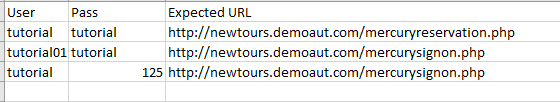 User Pass Expected URL
tutorial tutorial http://newtours.demoaut.com/mercuryreservation.php
tutorial01 tutorial http://newtours.demoaut.com/mercurysignon.php
tutorial 125 http://newtours.demoaut.com/mercurysignon.php